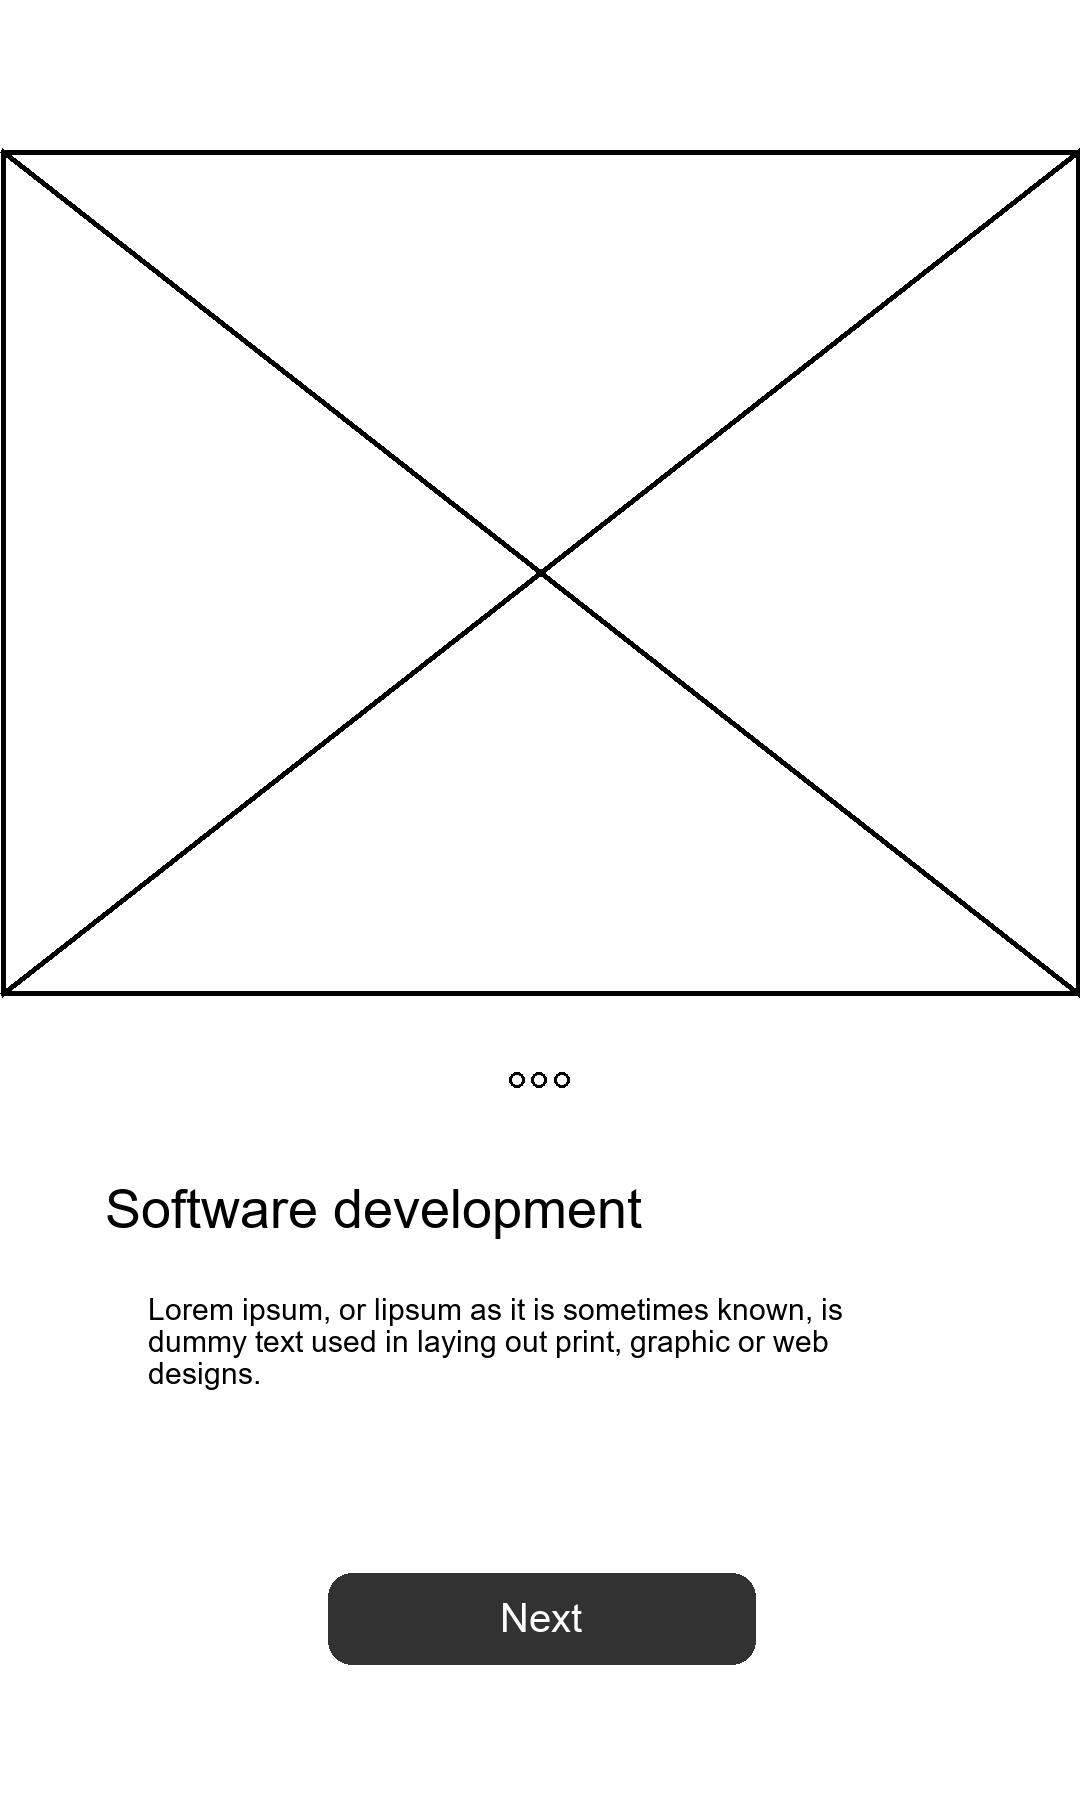 Software development
Lorem ipsum, or lipsum as it is sometimes known, is
dummy text used in laying out print, graphic or web
designs.
Next